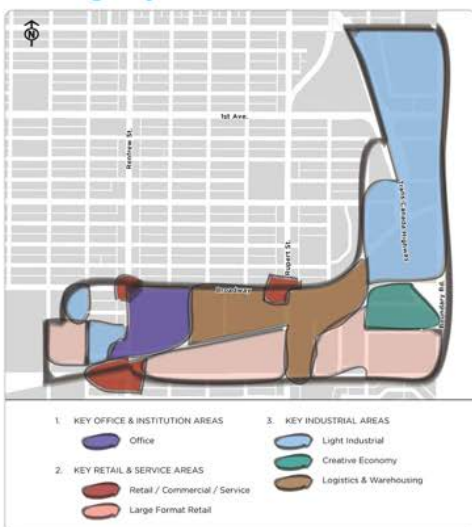 N
1st Ave.
Renfrew St.
Trans-Canada Highway
Rupert St.
Broadway
Boundary Rd.
1. KEY OFFICE & INSTITUTION AREAS
Office
2. KEY RETAIL & SERVICE AREAS
Retail / Commercial / Service
Large Format Retail
3. KEY INDUSTRIAL AREAS
Light Industrial
Creative Economy
Logistics & Warehousing